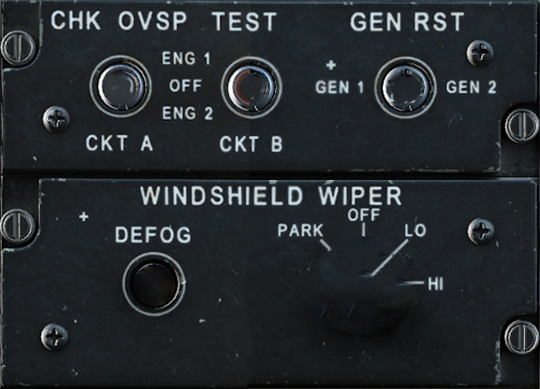 CHK OVSP TEST
GEN RST
ENG 1
OFF
ENG 2
GEN 1
GEN 2
CKT A
CKT B
WINDSHIELD WIPER
DEFOG
PARK
OFF
LO
HI